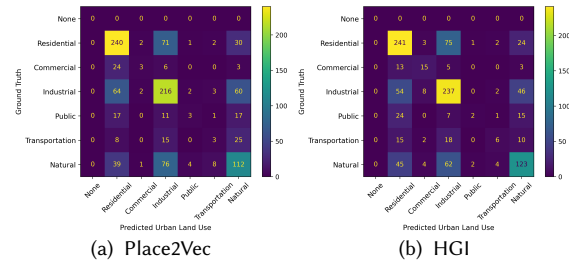 Ground Truth
None 0 0 0 0 0 0 0
Residential 0 240 2 71 1 2 30
Commercial 0 24 3 6 0 0 3
Industrial 0 64 2 216 1 3 60
Public 0 17 0 11 3 1 17
Transportation 0 8 0 15 0 3 25
Natural 0 39 1 76 4 8 112
None Residential Commercial Industrial Public Transportation Natural
Predicted Urban Land Use
200
150
100
50
0
(a) Place2Vec
Ground Truth
None 0 0 0 0 0 0 0
Residential 0 241 3 75 1 2 24
Commercial 0 13 15 5 0 0 3
Industrial 0 54 8 237 0 2 46
Public 0 24 0 7 2 1 15
Transportation 0 15 2 18 0 6 10
Natural 0 45 4 62 2 4 123
None Residential Commercial Industrial Public Transportation Natural
Predicted Urban Land Use
200
150
100
50
0
(b) HGI